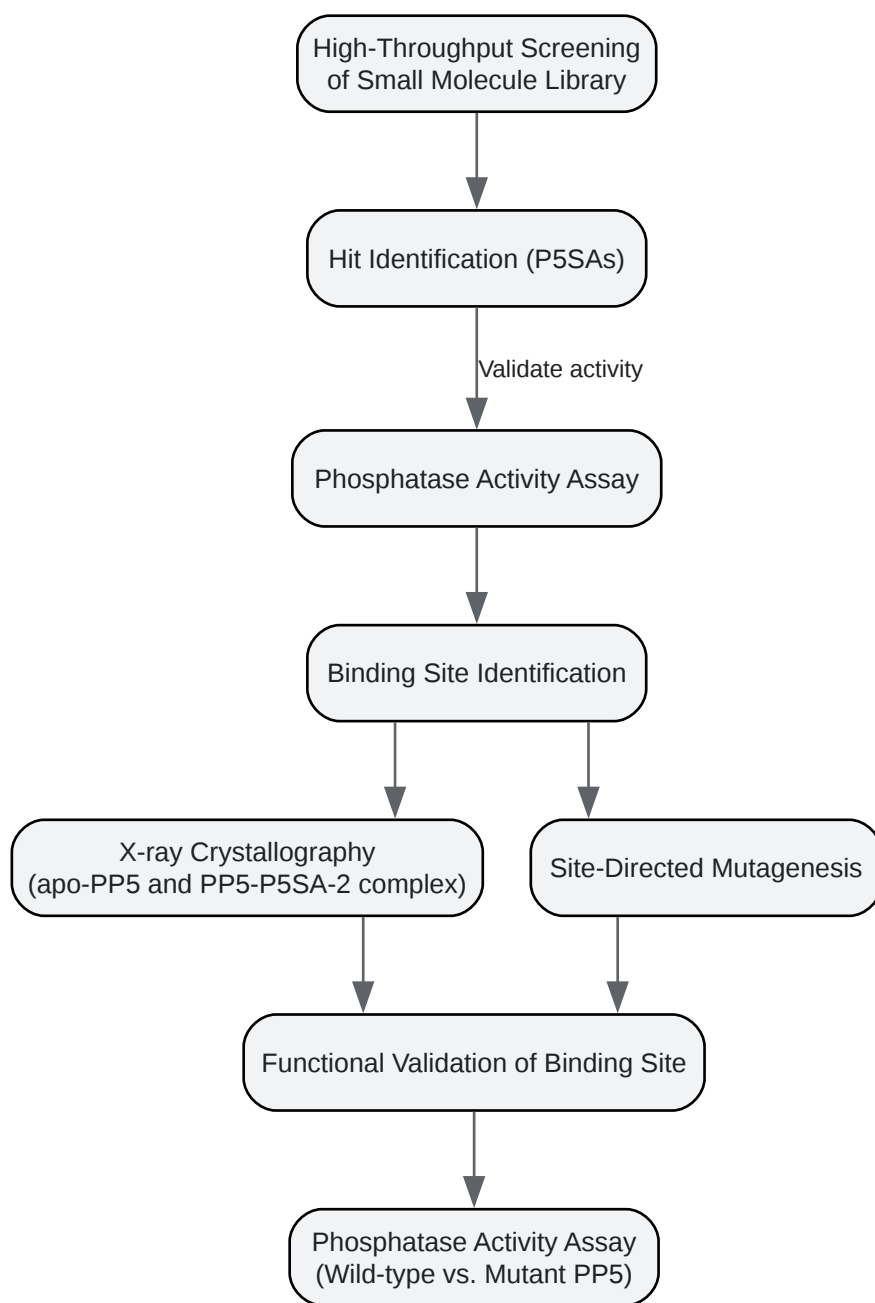 High-Throughput Screening
of Small Molecule Library
Hit Identification (P5SAs)
Validate activity
Phosphatase Activity Assay
Binding Site Identification
X-ray Crystallography
(apo-PP5 and PP5-P5SA-2 complex)
Site-Directed Mutagenesis
Functional Validation of Binding Site
Phosphatase Activity Assay
(Wild-type vs. Mutant PP5)